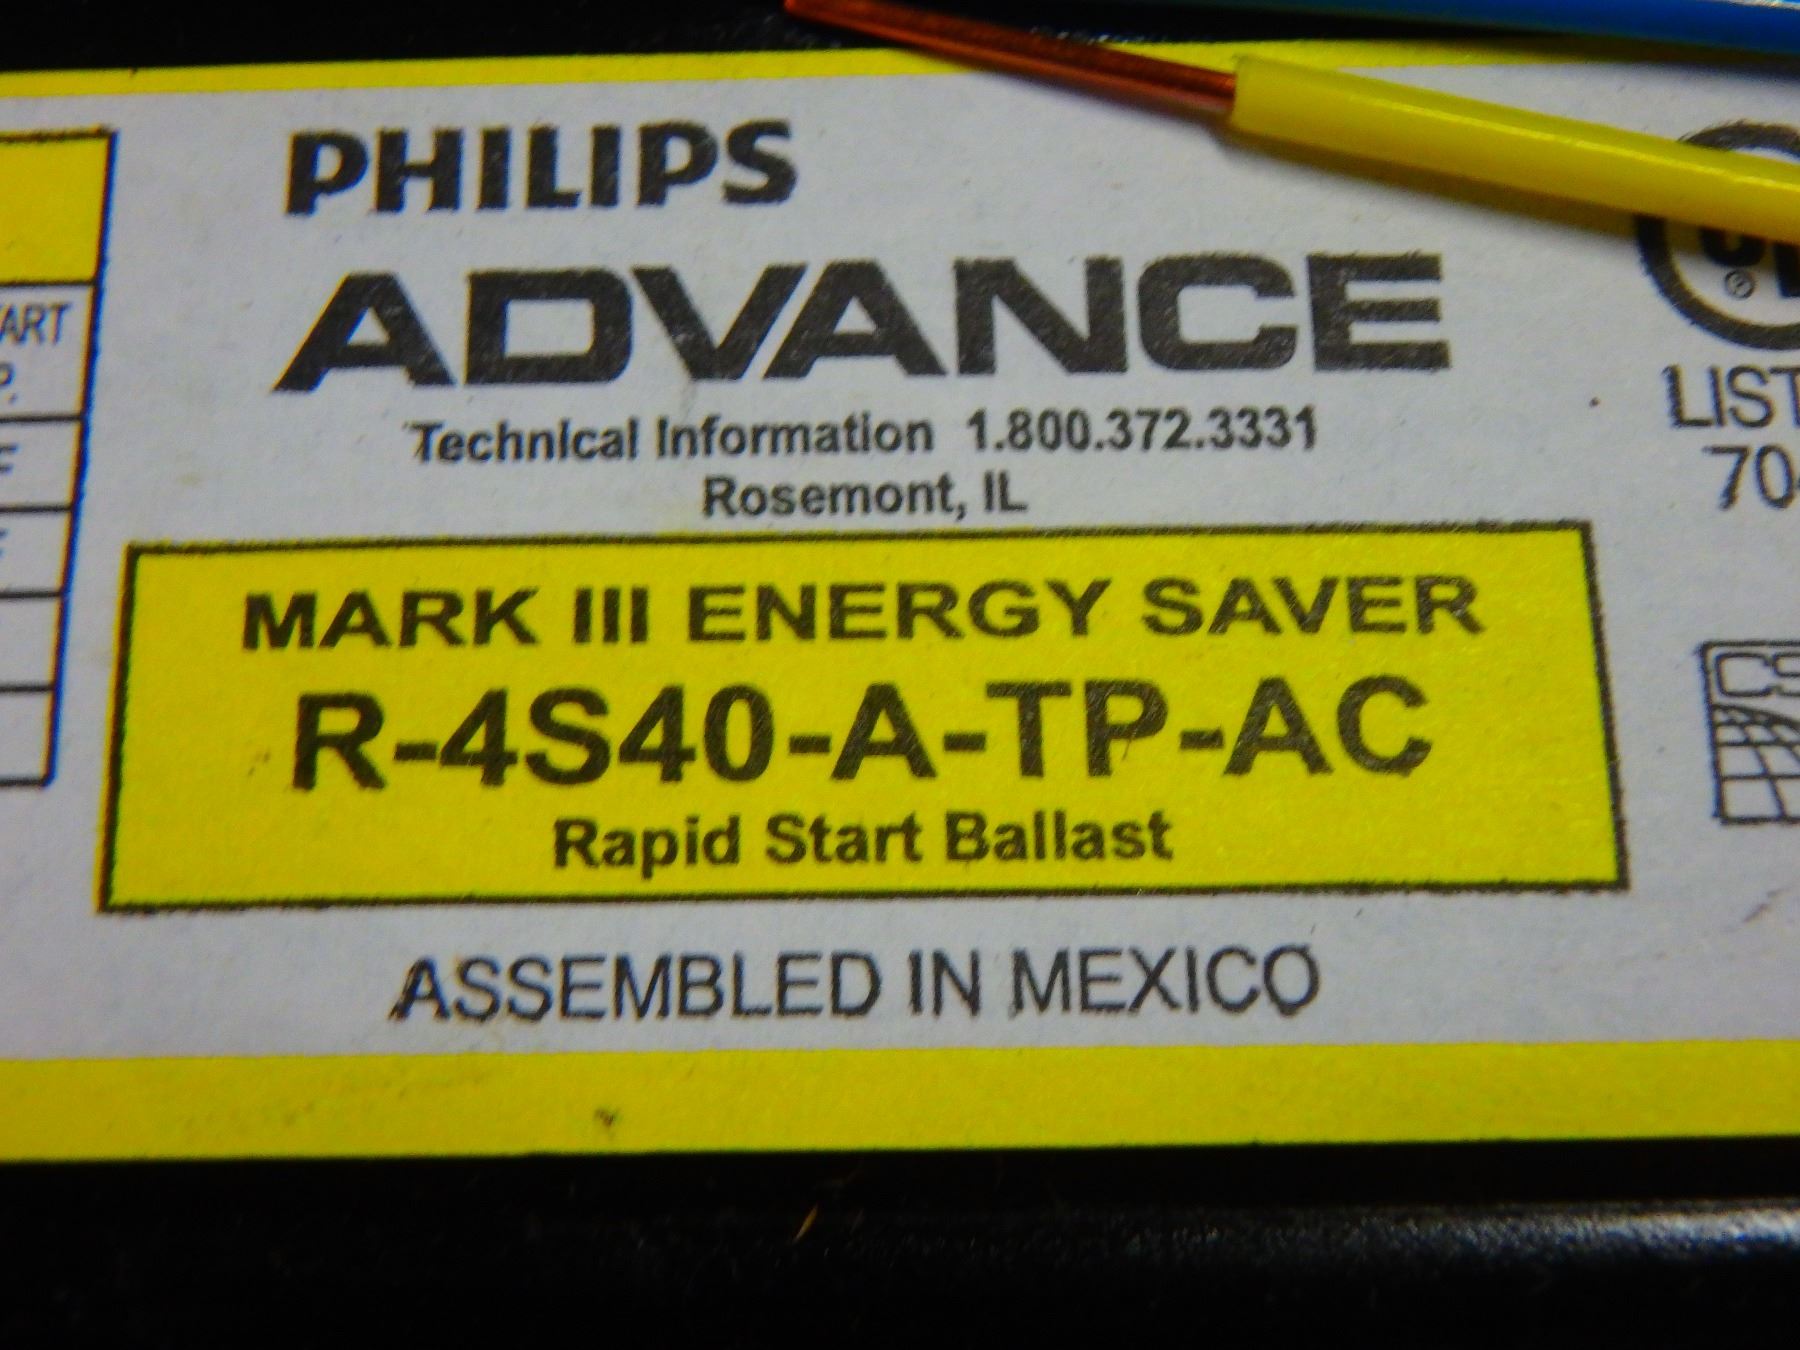 PHILIPS
ADVANCE
Technical Information 1.800.372.3331
Rosemont, IL
MARK III ENERGY SAVER
R-4S40-A-TP-AC
Rapid Start Ballast
ASSEMBLED IN MEXICO